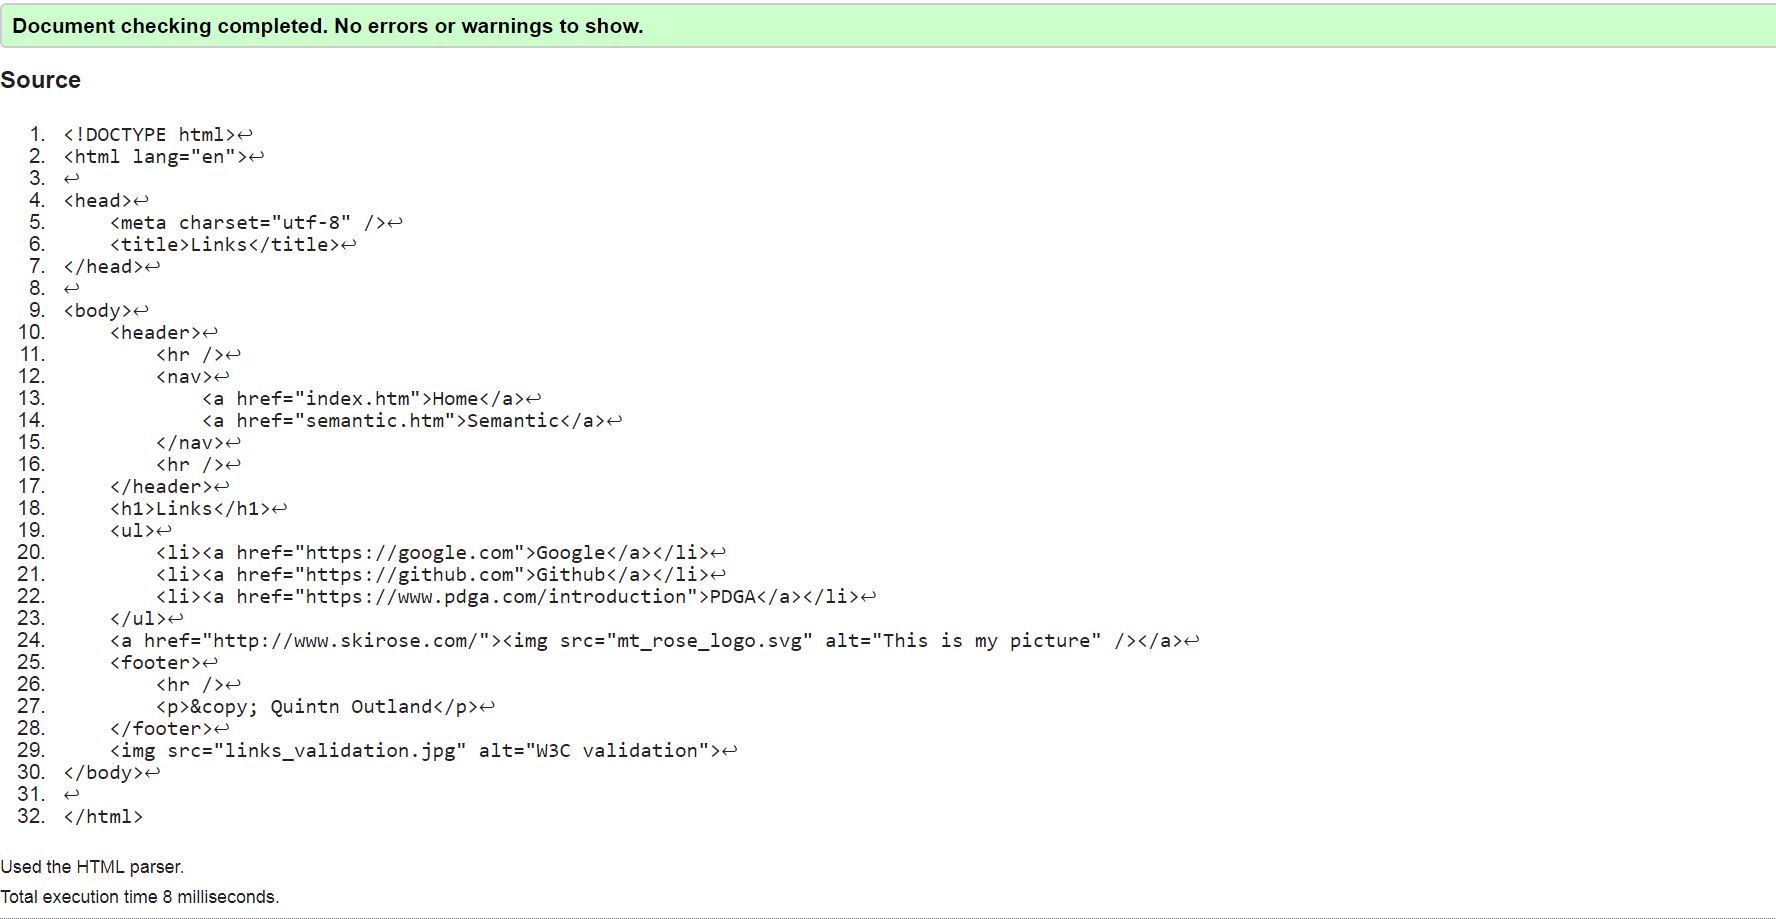 Document checking completed. No errors or warnings to show.
Source
1. <!DOCTYPE html>↩
2. <html lang="en">↩
3. ↩
4. <head>↩
5.     <meta charset="utf-8" />↩
6.     <title>Links</title>↩
7. </head>↩
8. ↩
9. <body>↩
10.     <header>↩
11.         <hr />↩
12.         <nav>↩
13.             <a href="index.htm">Home</a>↩
14.             <a href="semantic.htm">Semantic</a>↩
15.         </nav>↩
16.         <hr />↩
17.     </header>↩
18.     <h1>Links</h1>↩
19.     <ul>↩
20.         <li><a href="https://google.com">Google</a></li>↩
21.         <li><a href="https://github.com">Github</a></li>↩
22.         <li><a href="https://www.pdga.com/introduction">PDGA</a></li>↩
23.     </ul>↩
24.     <a href="http://www.skirose.com/"><img src="mt_rose_logo.svg" alt="This is my picture" /></a>↩
25.     <footer>↩
26.         <hr />↩
27.         <p>&copy; Quintn Outland</p>↩
28.     </footer>↩
29.     <img src="links_validation.jpg" alt="W3C validation">↩
30. </body>↩
31. ↩
32. </html>
Used the HTML parser.
Total execution time 8 milliseconds.